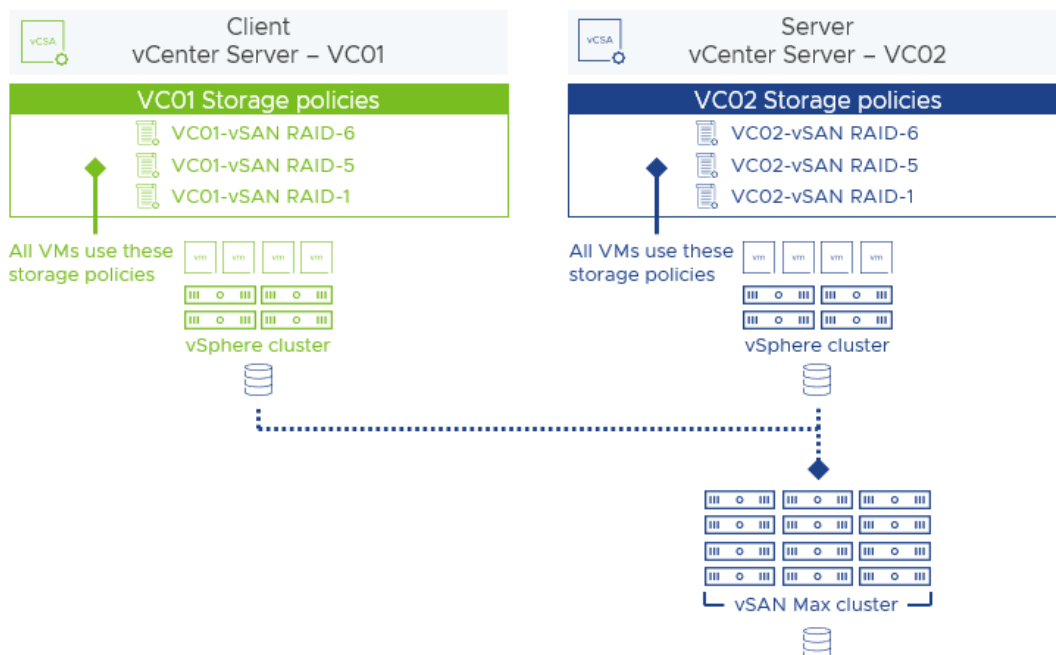 vCSA
Client
vCenter Server – VC01
VC01 Storage policies
VC01-vSAN RAID-6
VC01-vSAN RAID-5
VC01-vSAN RAID-1
All VMs use these
storage policies
vm vm vm vm
vSphere cluster
vCSA
Server
vCenter Server – VC02
VC02 Storage policies
VC02-vSAN RAID-6
VC02-vSAN RAID-5
VC02-vSAN RAID-1
All VMs use these
storage policies
vm vm vm vm
vSphere cluster
vSAN Max cluster